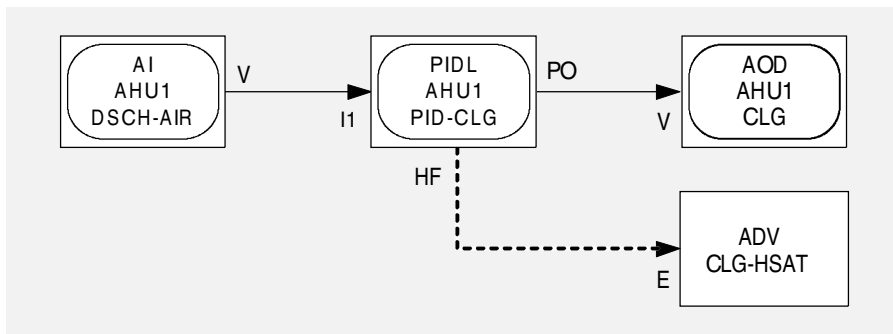 AI
AHU1
DSCH-AIR
V
I1
PIDL
AHU1
PID-CLG
PO
V
AOD
AHU1
CLG
HF
E
ADV
CLG-HSAT